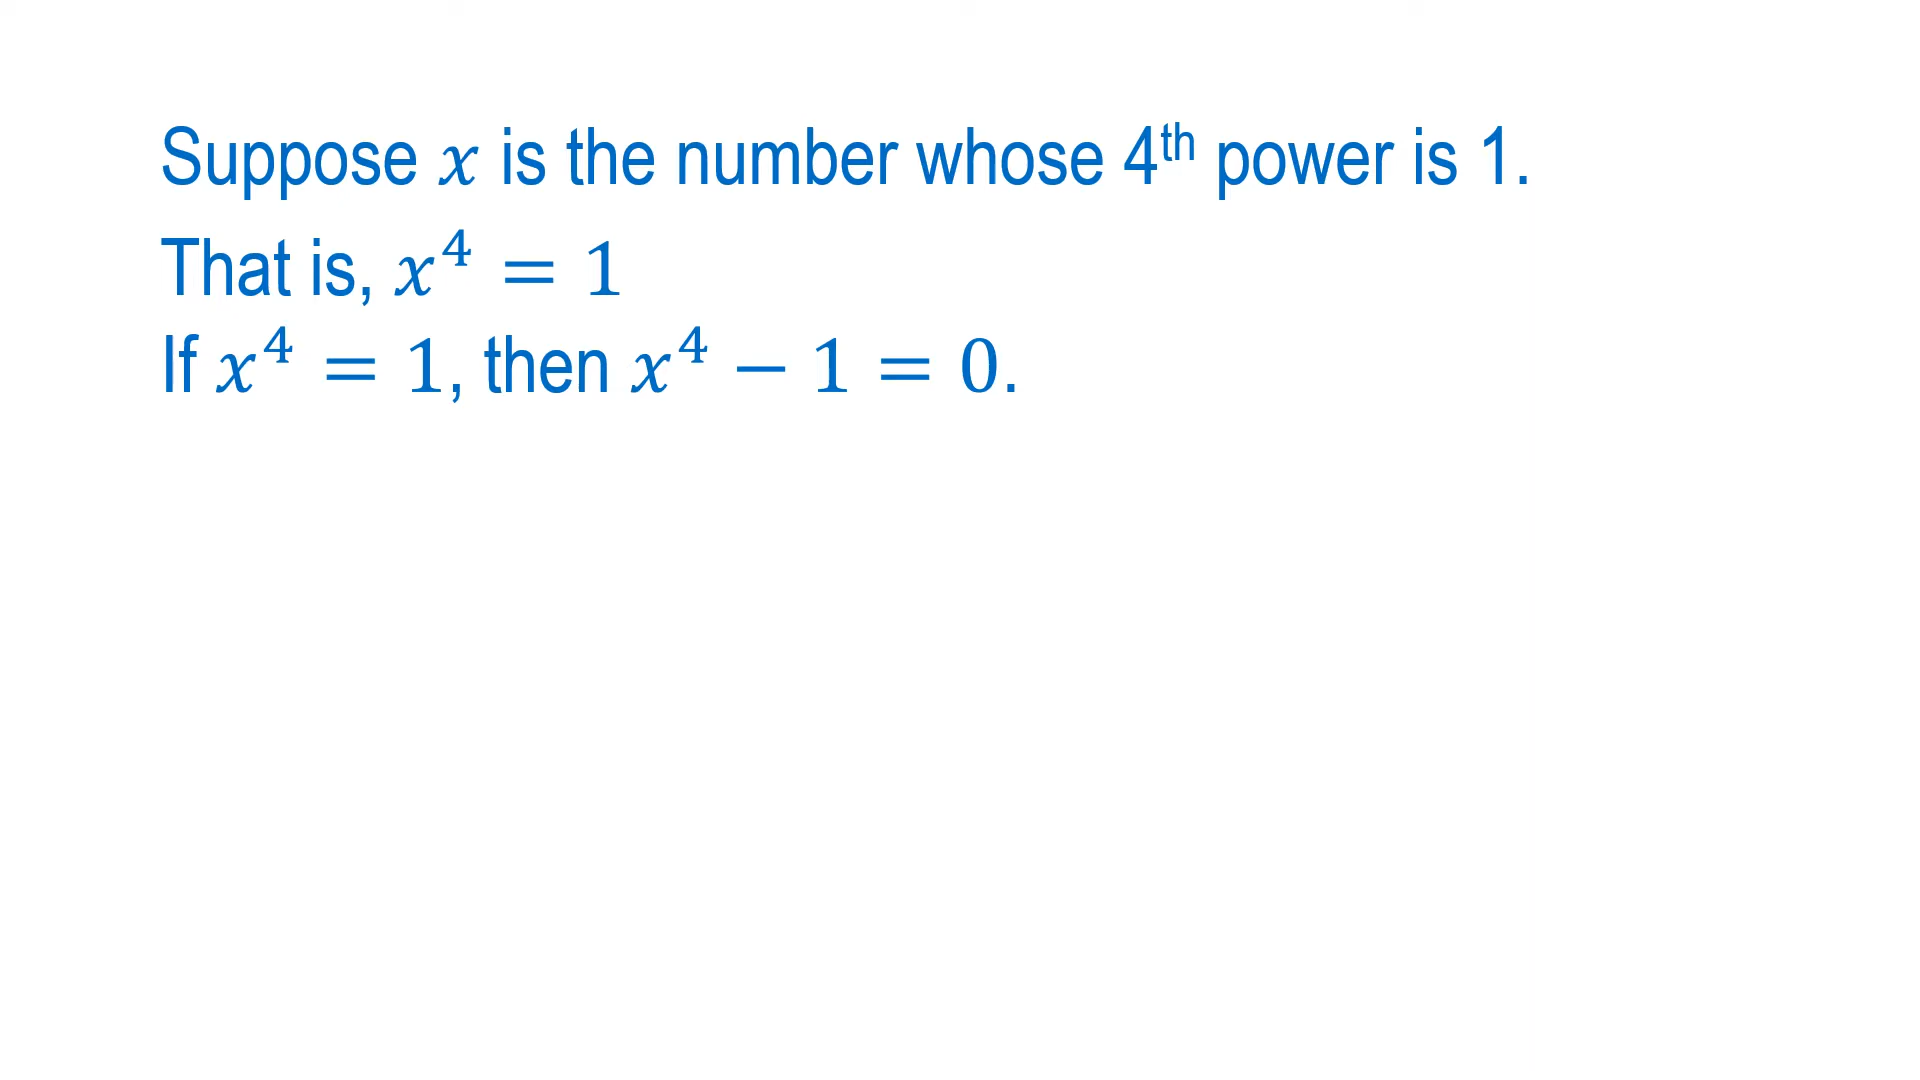 Suppose 𝑥 is the number whose 4ᵗʰ power is 1.
That is, 𝑥⁴ = 1
If 𝑥⁴ = 1, then 𝑥⁴ − 1 = 0.